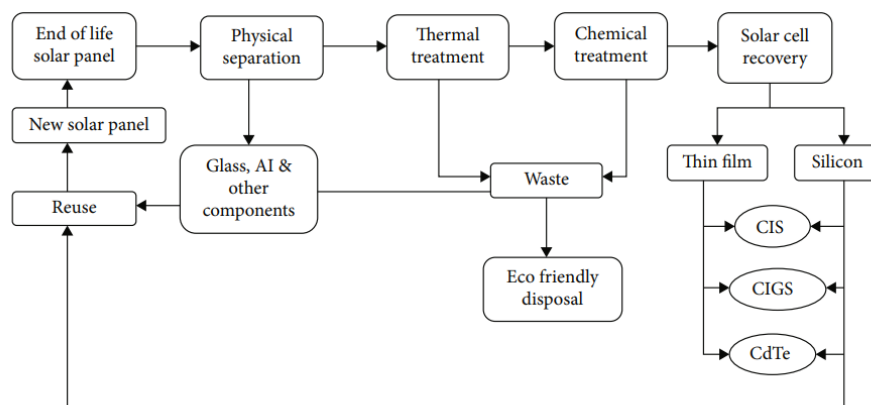 End of life
solar panel
Physical
separation
Thermal
treatment
Chemical
treatment
Solar cell
recovery
New solar panel
Glass, AI &
other
components
Reuse
Waste
Thin film
Silicon
CIS
Eco friendly
disposal
CIGS
CdTe